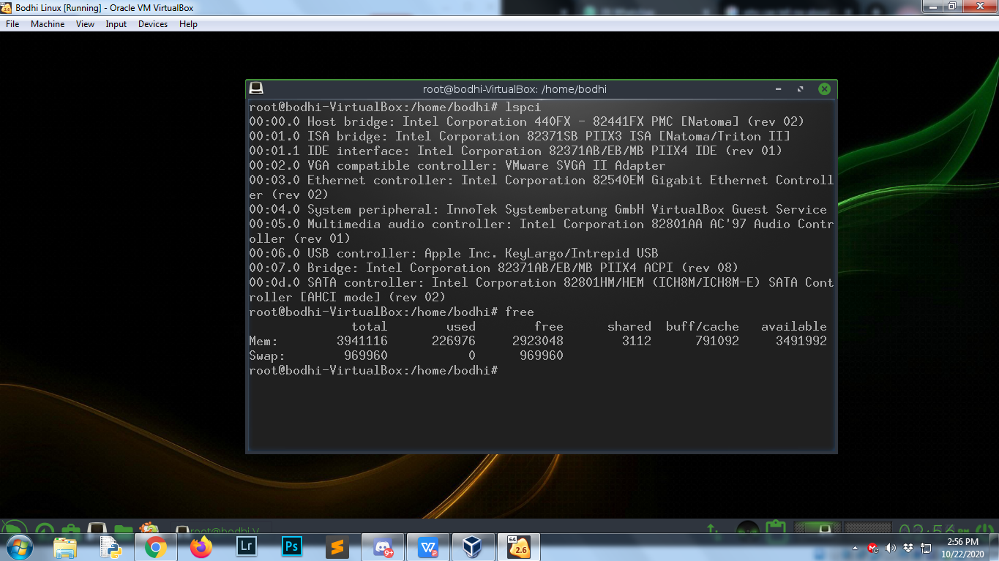 Bodhi Linux [Running] - Oracle VM VirtualBox
File Machine View Input Devices Help
root@bodhi-VirtualBox: /home/bodhi
root@bodhi-VirtualBox:/home/bodhi# lspci
00:00.0 Host bridge: Intel Corporation 440FX - 82441FX PMC [Natoma] (rev 02)
00:01.0 ISA bridge: Intel Corporation 82371SB PIIX3 ISA [Natoma/Triton II]
00:01.1 IDE interface: Intel Corporation 82371AB/EB/MB PIIX4 IDE (rev 01)
00:02.0 VGA compatible controller: VMware SVGA II Adapter
00:03.0 Ethernet controller: Intel Corporation 82540EM Gigabit Ethernet Controll
er (rev 02)
00:04.0 System peripheral: InnoTek Systemberatung GmbH VirtualBox Guest Service
00:05.0 Multimedia audio controller: Intel Corporation 82801AA AC'97 Audio Contr
oller (rev 01)
00:06.0 USB controller: Apple Inc. KeyLargo/Intrepid USB
00:07.0 Bridge: Intel Corporation 82371AB/EB/MB PIIX4 ACPI (rev 08)
00:0d.0 SATA controller: Intel Corporation 82801HM/HEM (ICH8M/ICH8M-E) SATA Cont
roller [AHCI mode] (rev 02)
root@bodhi-VirtualBox:/home/bodhi# free
total used free shared buff/cache available
Mem: 3941116 226976 2923048 3112 791092 3491992
Swap: 969960 0 969960
root@bodhi-VirtualBox:/home/bodhi#
root@bodhi-V
02:56 PM
Lr
Ps
9+
64
2.6
2:56 PM
10/22/2020